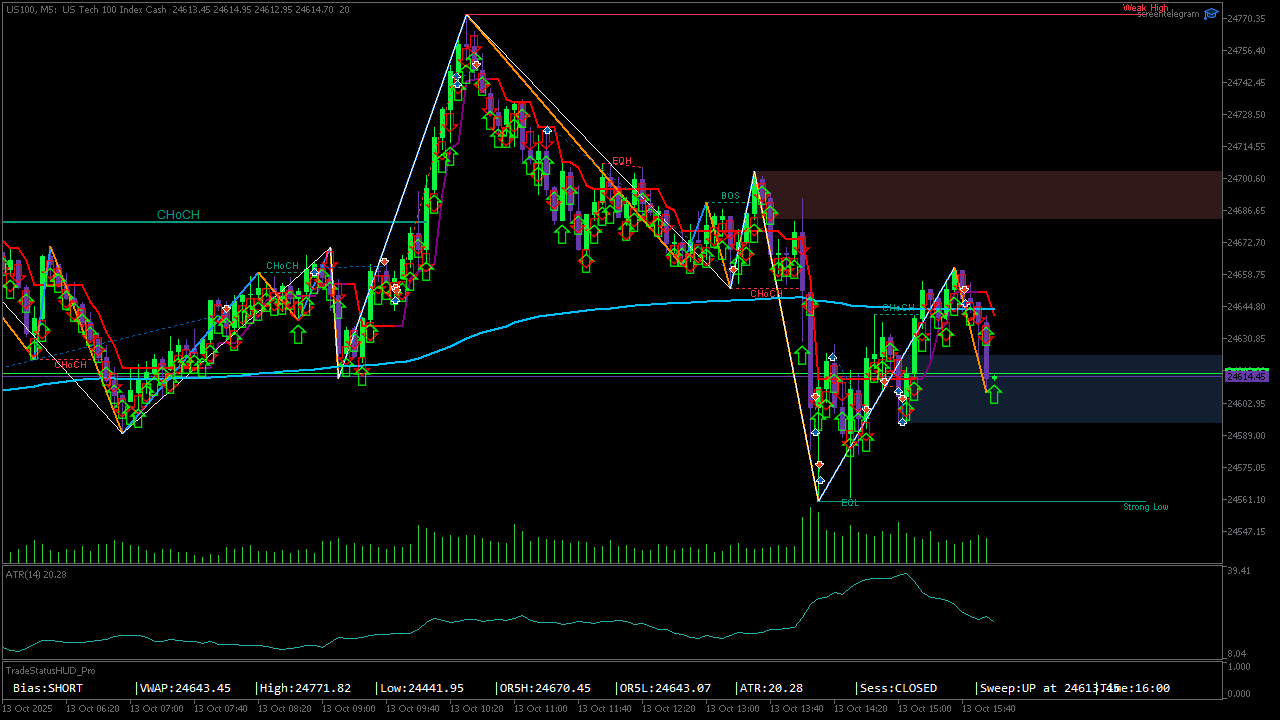 US100, M5: US Tech 100 Index Cash 24613.45 24614.95 24612.95 24614.70 20
Weak High
screentelegram
24770.35
24756.40
24742.45
24728.50
24714.55
24700.60
24686.65
24672.70
24658.75
24644.80
24630.85
24614.45
24602.95
24589.00
24575.05
24561.10
24547.15
EQH
BOS
CHoCH
CHoCH
CHoCH
CHoCH
CHoCH
EQL
Strong Low
ATR(14) 20.28
39.41
8.04
TradeStatusHUD_Pro
1.000
Bias:SHORT VWAP:24643.45 High:24771.82 Low:24441.95 OR5H:24670.45 OR5L:24643.07 ATR:20.28 Sess:CLOSED Sweep:UP at 24613.45 Time:16:00
0.000
13 Oct 2025 13 Oct 06:20 13 Oct 07:00 13 Oct 07:40 13 Oct 08:20 13 Oct 09:00 13 Oct 09:40 13 Oct 10:20 13 Oct 11:00 13 Oct 11:40 13 Oct 12:20 13 Oct 13:00 13 Oct 13:40 13 Oct 14:20 13 Oct 15:00 13 Oct 15:40